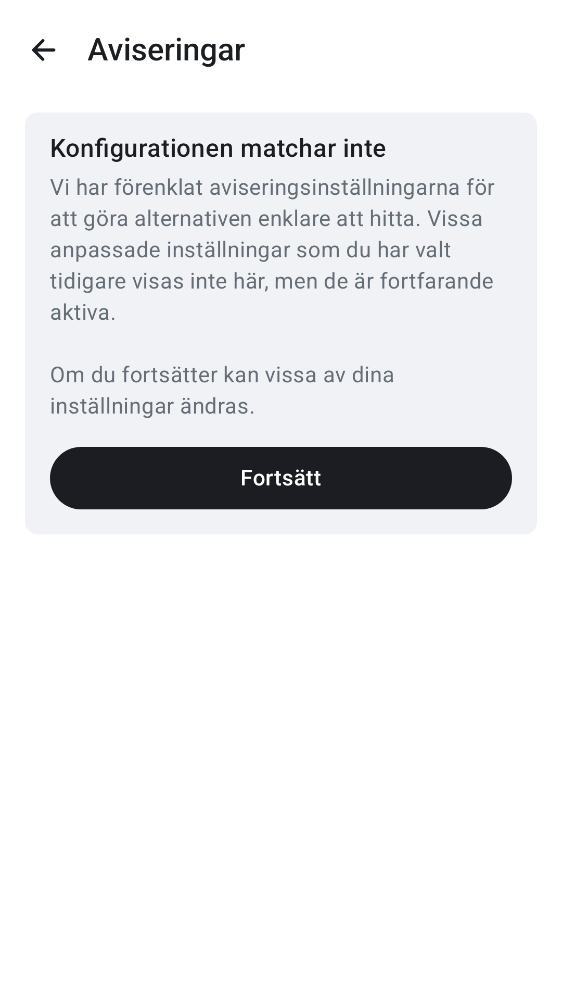 Aviseringar
Konfigurationen matchar inte
Vi har förenklat aviseringsinställningarna för
att göra alternativen enklare att hitta. Vissa
anpassade inställningar som du har valt
tidigare visas inte här, men de är fortfarande
aktiva.
Om du fortsätter kan vissa av dina
inställningar ändras.
Fortsätt